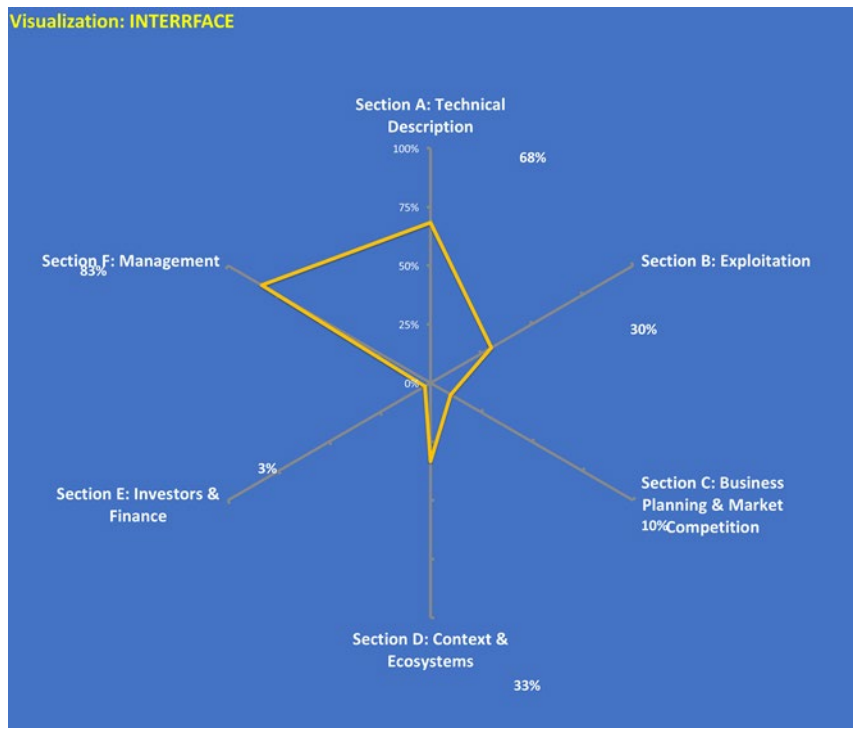 Visualization: INTERRFACE
Section A: Technical
Description
68%
100%
75%
50%
25%
0%
Section B: Exploitation
30%
Section C: Business
Planning & Market
Competition
10%
Section D: Context &
Ecosystems
33%
Section E: Investors &
Finance
3%
Section F: Management
83%